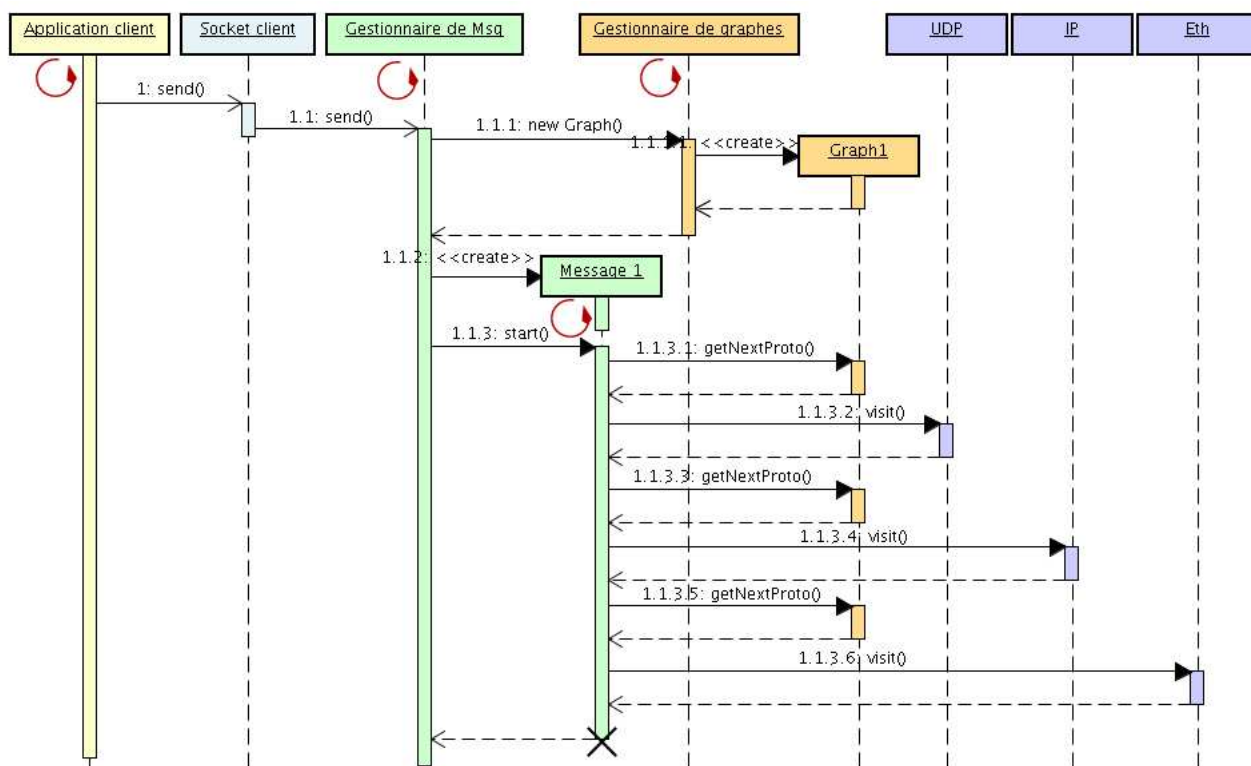 Application client
Socket client
Gestionnaire de Msg
Gestionnaire de graphes
UDP
IP
Eth
1: send()
1.1: send()
1.1.1: new Graph()
1.1.1.1: <<create>>
Graph1
1.1.2: <<create>>
Message 1
1.1.3: start()
1.1.3.1: getNextProto()
1.1.3.2: visit()
1.1.3.3: getNextProto()
1.1.3.4: visit()
1.1.3.5: getNextProto()
1.1.3.6: visit()